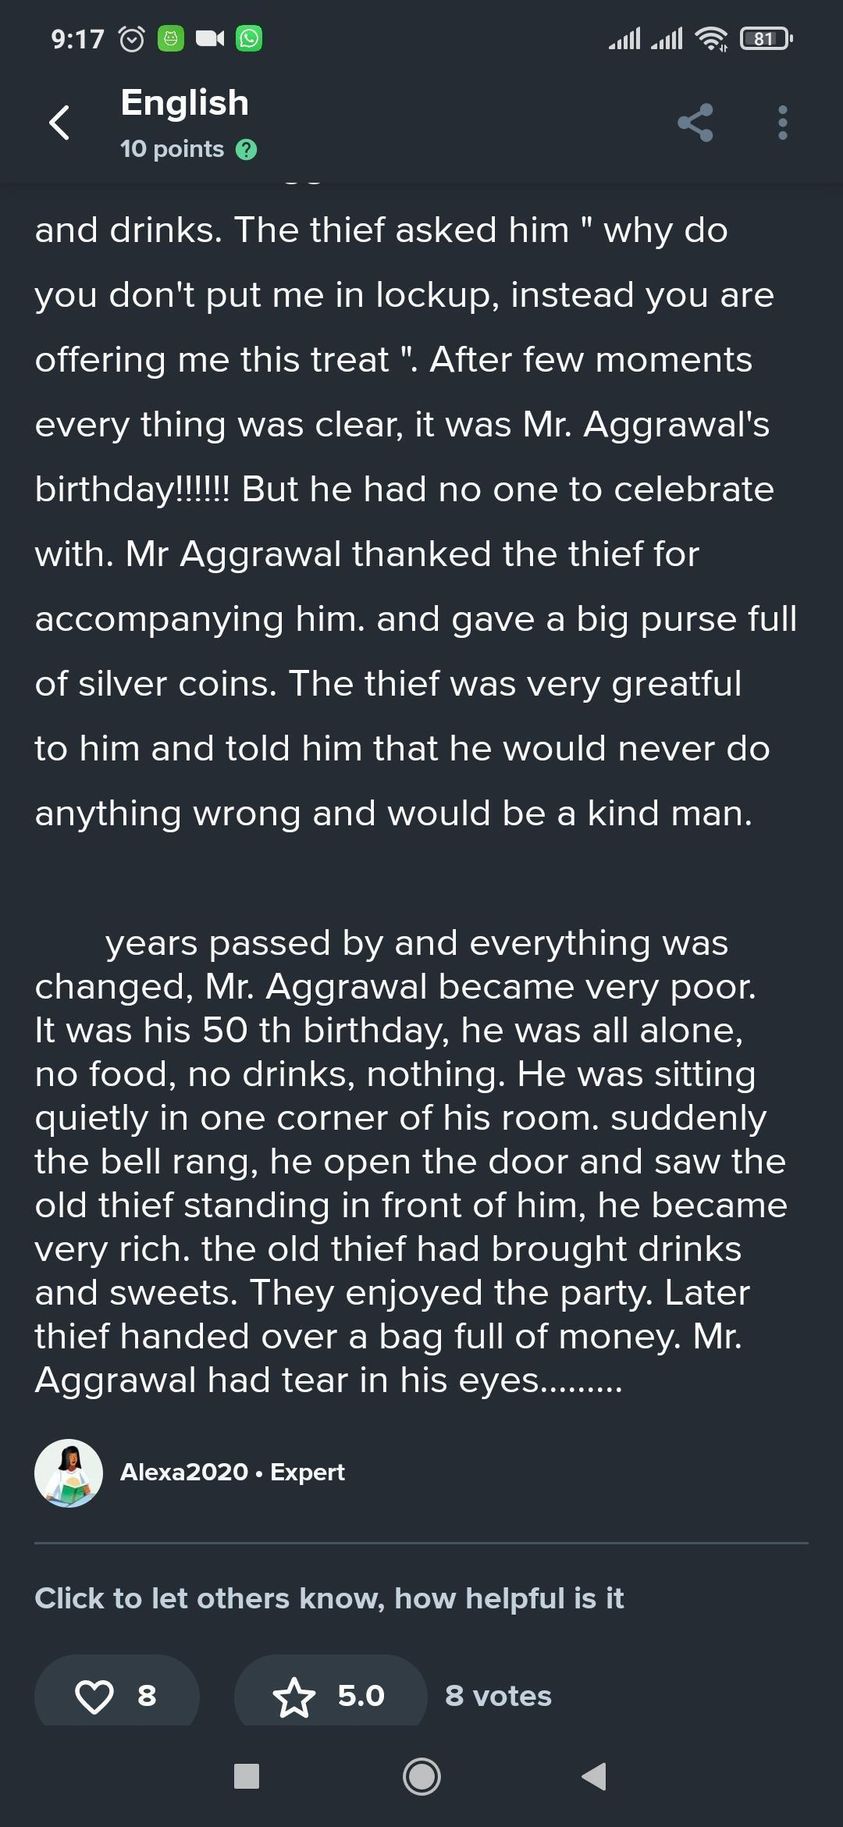 9:17
81
English
10 points ?
and drinks. The thief asked him " why do
you don't put me in lockup, instead you are
offering me this treat ". After few moments
every thing was clear, it was Mr. Aggrawal's
birthday!!!!!! But he had no one to celebrate
with. Mr Aggrawal thanked the thief for
accompanying him. and gave a big purse full
of silver coins. The thief was very greatful
to him and told him that he would never do
anything wrong and would be a kind man.
years passed by and everything was
changed, Mr. Aggrawal became very poor.
It was his 50 th birthday, he was all alone,
no food, no drinks, nothing. He was sitting
quietly in one corner of his room. suddenly
the bell rang, he open the door and saw the
old thief standing in front of him, he became
very rich. the old thief had brought drinks
and sweets. They enjoyed the party. Later
thief handed over a bag full of money. Mr.
Aggrawal had tear in his eyes.........
Alexa2020 • Expert
Click to let others know, how helpful is it
8 5.0 8 votes